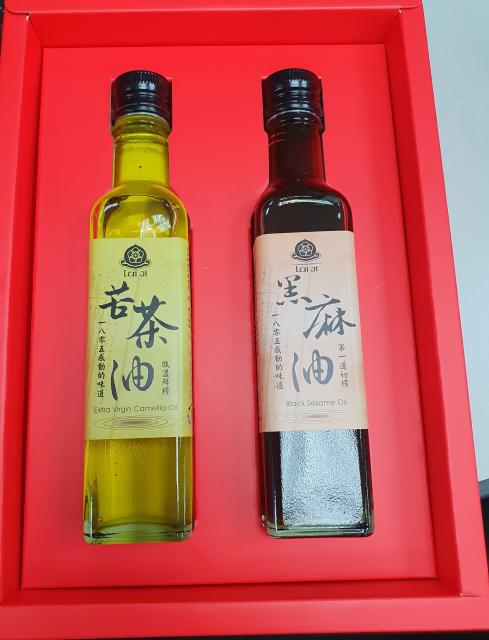 Lai ai
苦茶油
一八零五感動的味道
低溫鮮榨
Extra Virgin Camellia Oil
Lai ai
黑麻油
一八零五感動的味道
第一道初榨
Black Sesame Oil